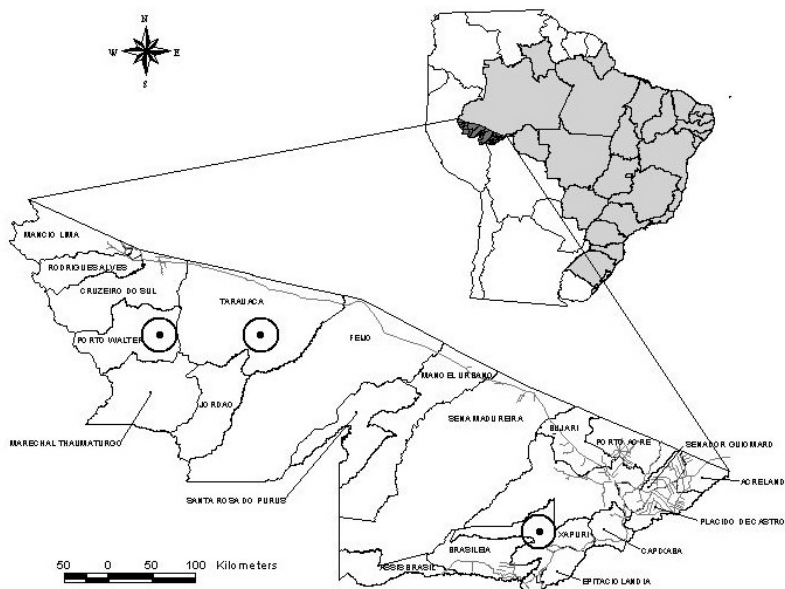 N
W E
S
MANCIO LIMA
RODRIGUES ALVES
CRUZEIRO DO SUL
TARAUACA
PORTO WALTER
FEIJO
MANOEL URBANO
JORDAO
SENA MADUREIRA
BUJARI
PORTO ACRE
SENADOR GUIOMARD
MARECHAL THAUMATURGO
ACRELAND
SANTA ROSA DO PURUS
PLACIDO DE CASTRO
XAPURI
CAPIXABA
BRASILEIA
ASSIS BRASIL
EPITACIOLANDIA
50 0 50 100 Kilometers